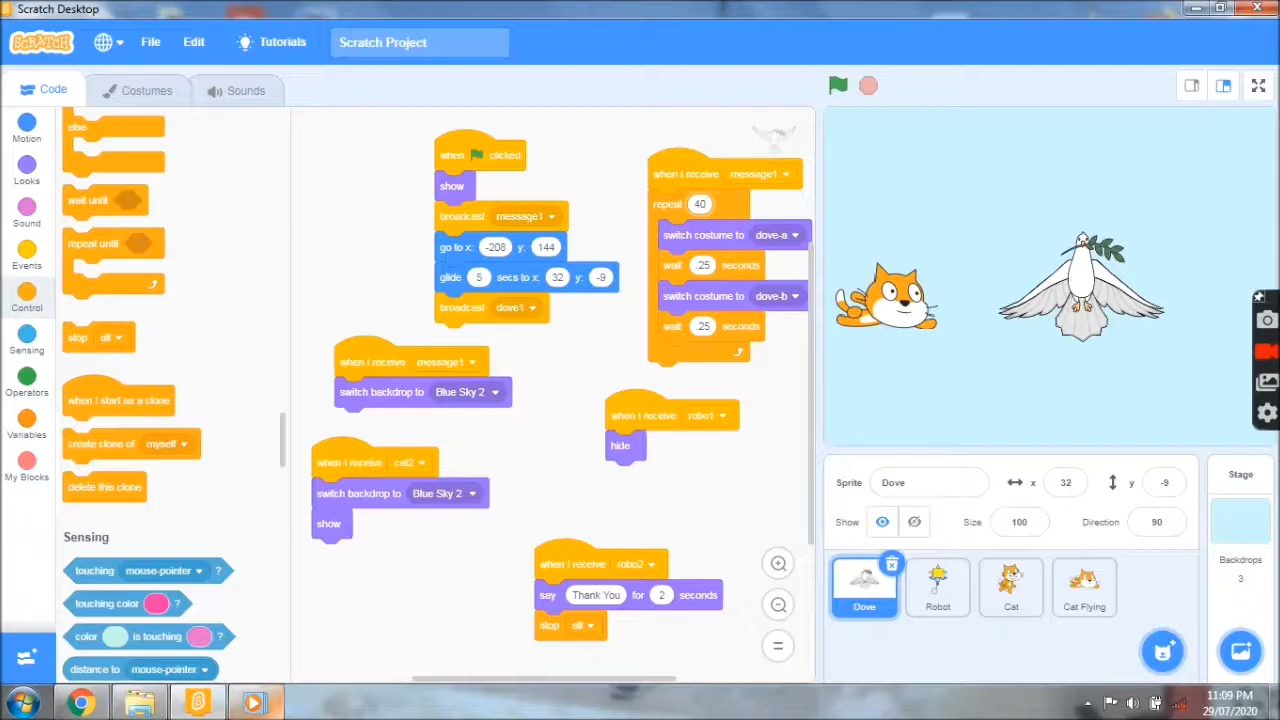 Scratch Desktop
SCRATCH
File
Edit
Tutorials
Scratch Project
Code
Costumes
Sounds
Motion
Looks
Sound
Events
Control
Sensing
Operators
Variables
My Blocks
else
wait until
repeat until
stop all
when I start as a clone
create clone of myself
delete this clone
Sensing
touching mouse-pointer ?
touching color ?
color is touching ?
distance to mouse-pointer
when clicked
show
broadcast message1
go to x: -208 y: 144
glide 5 secs to x: 32 y: -9
broadcast dove1
when I receive message1
switch backdrop to Blue Sky 2
when I receive cat2
switch backdrop to Blue Sky 2
show
when I receive message1
repeat 40
switch costume to dove-a
wait .25 seconds
switch costume to dove-b
wait .25 seconds
when I receive robo1
hide
when I receive robo2
say Thank You for 2 seconds
stop all
Sprite Dove x 32 y -9
Show Size 100 Direction 90
Dove
Robot
Cat
Cat Flying
Stage
Backdrops
3
11:09 PM
29/07/2020